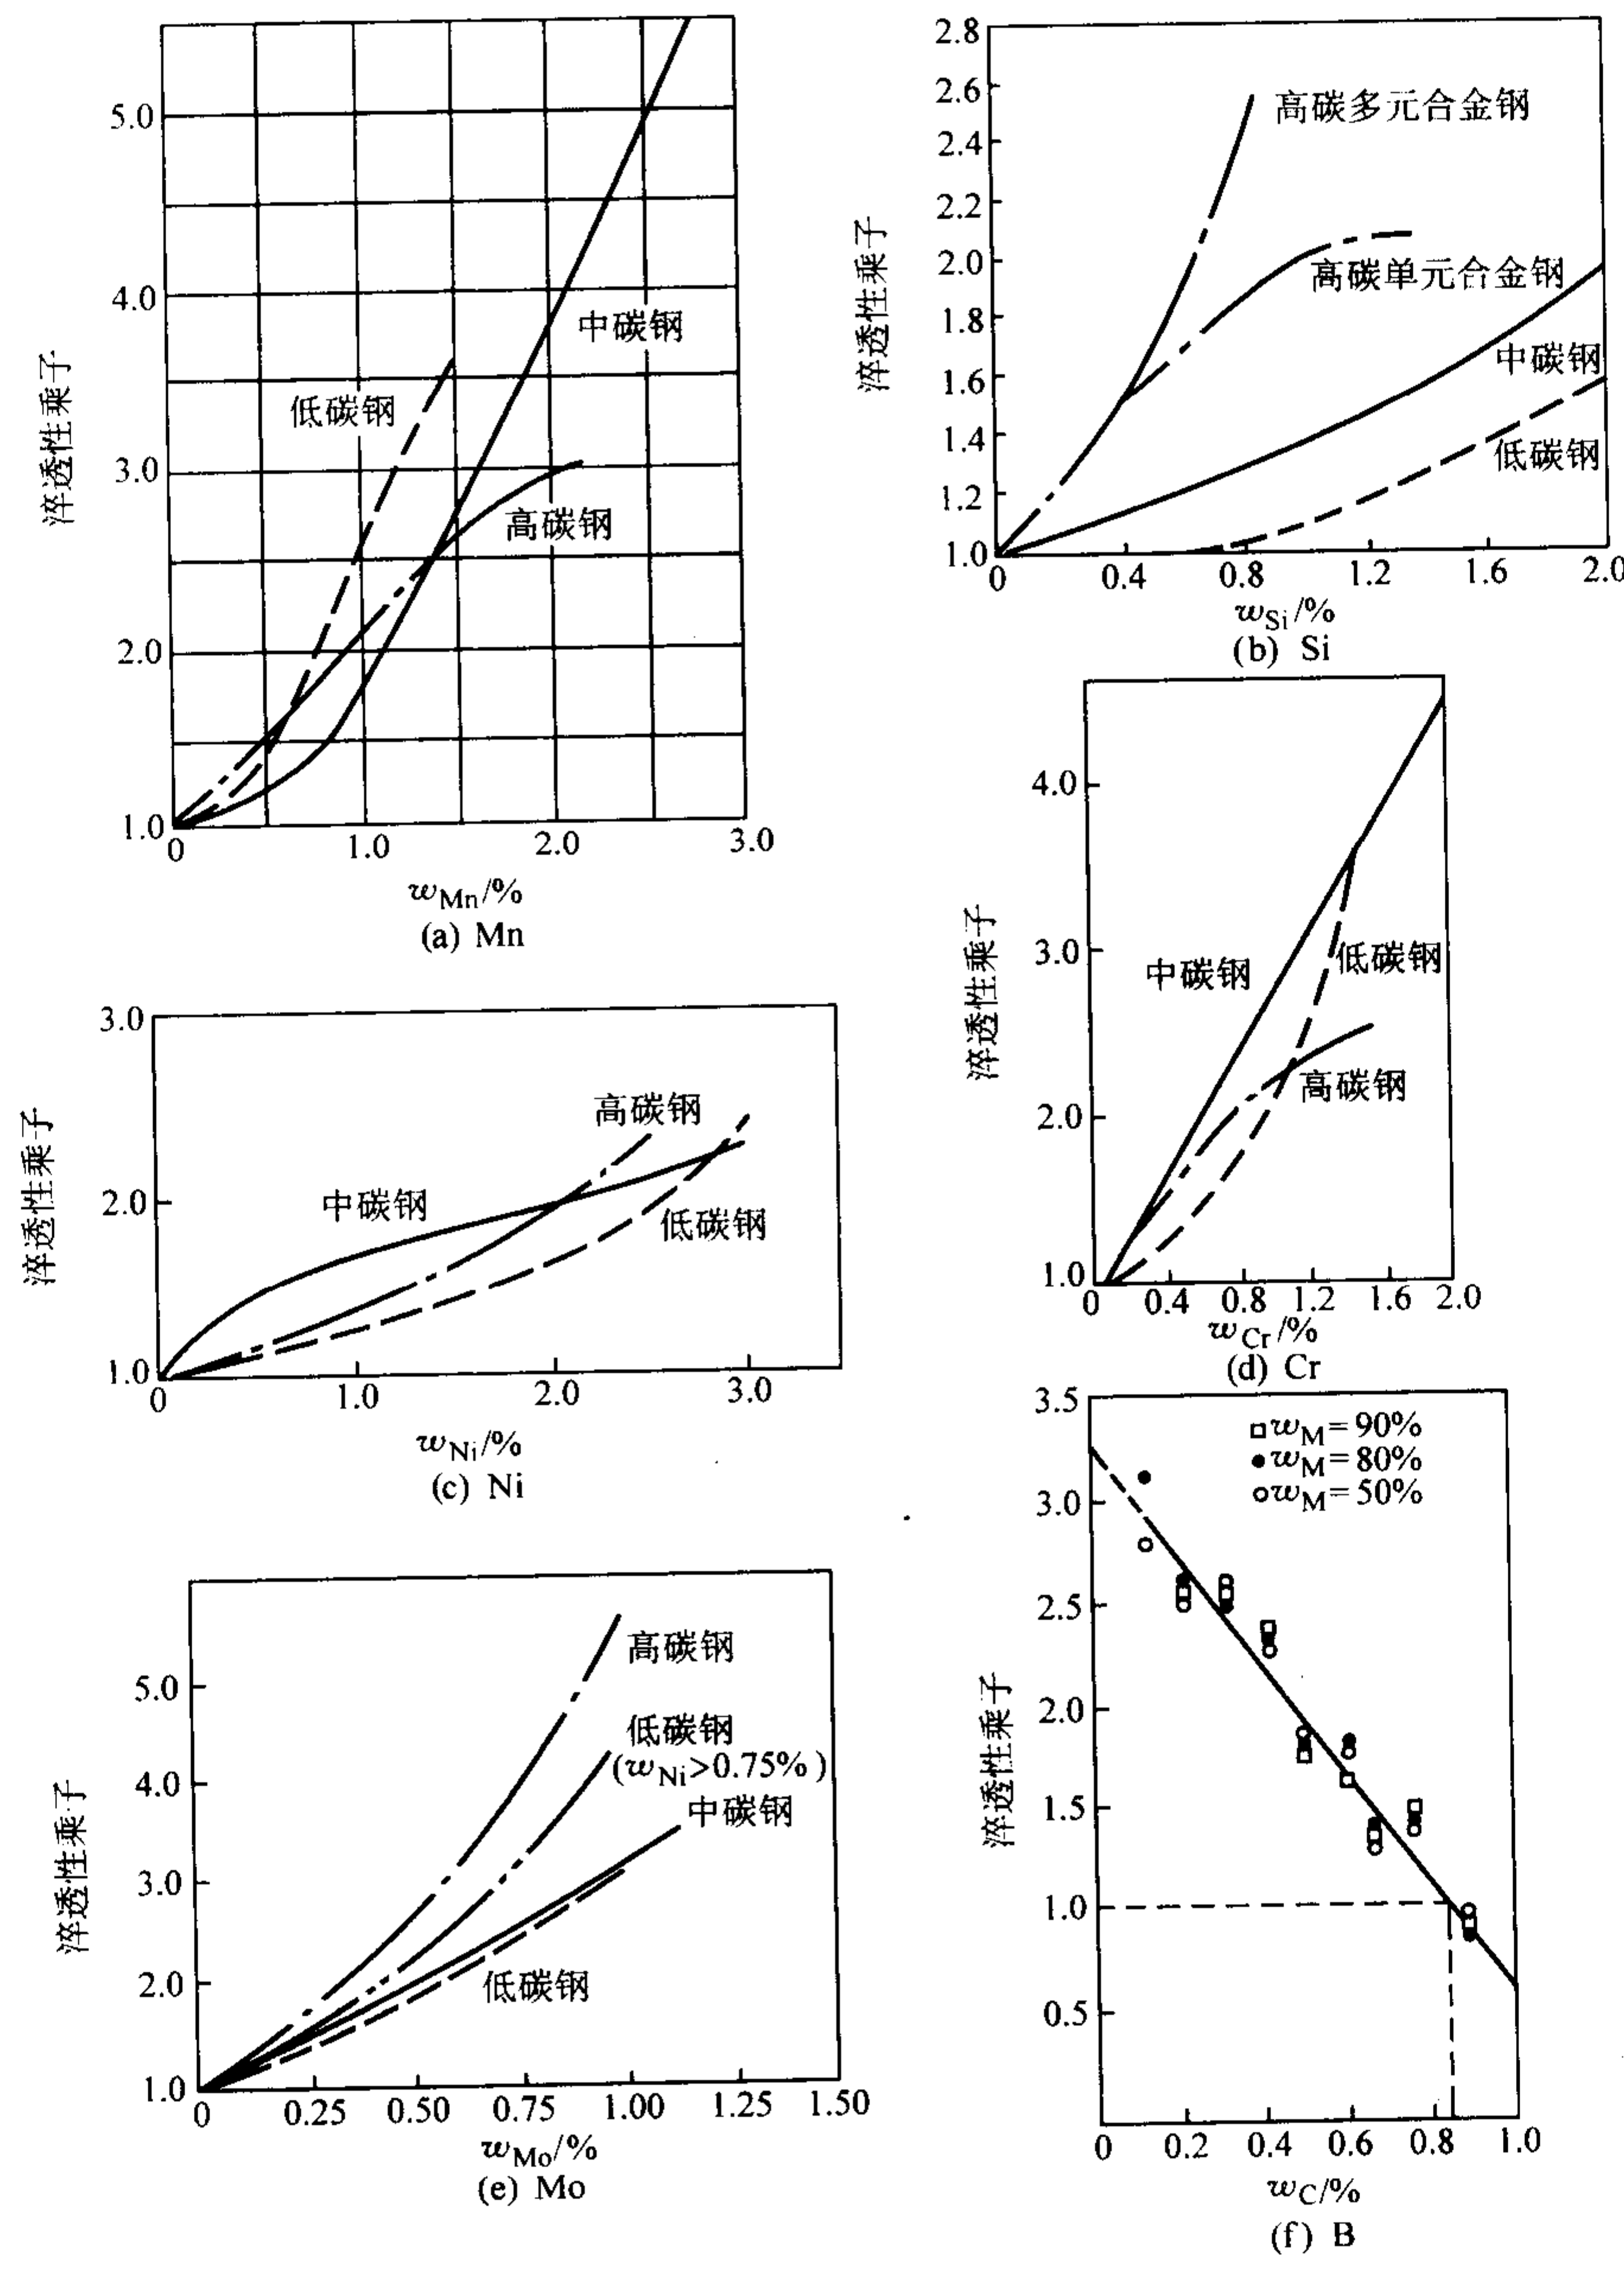 淬透性乘子
5.0
4.0
3.0
2.0
1.0
中碳钢
低碳钢
高碳钢
0
1.0
2.0
3.0
wMn/%
(a) Mn
淬透性乘子
2.8
2.6
2.4
2.2
2.0
1.8
1.6
1.4
1.2
1.0
高碳多元合金钢
高碳单元合金钢
中碳钢
低碳钢
0
0.4
0.8
1.2
1.6
2.0
wSi/%
(b) Si
淬透性乘子
3.0
2.0
1.0
高碳钢
中碳钢
低碳钢
0
1.0
2.0
3.0
wNi/%
(c) Ni
淬透性乘子
4.0
3.0
2.0
1.0
中碳钢
低碳钢
高碳钢
0
0.4
0.8
1.2
1.6
2.0
wCr/%
(d) Cr
淬透性乘子
5.0
4.0
3.0
2.0
1.0
高碳钢
低碳钢
(wNi>0.75%)
中碳钢
低碳钢
0
0.25
0.50
0.75
1.00
1.25
1.50
wMo/%
(e) Mo
淬透性乘子
3.5
3.0
2.5
2.0
1.5
1.0
0.5
wM=90%
wM=80%
wM=50%
0
0.2
0.4
0.6
0.8
1.0
wC/%
(f) B